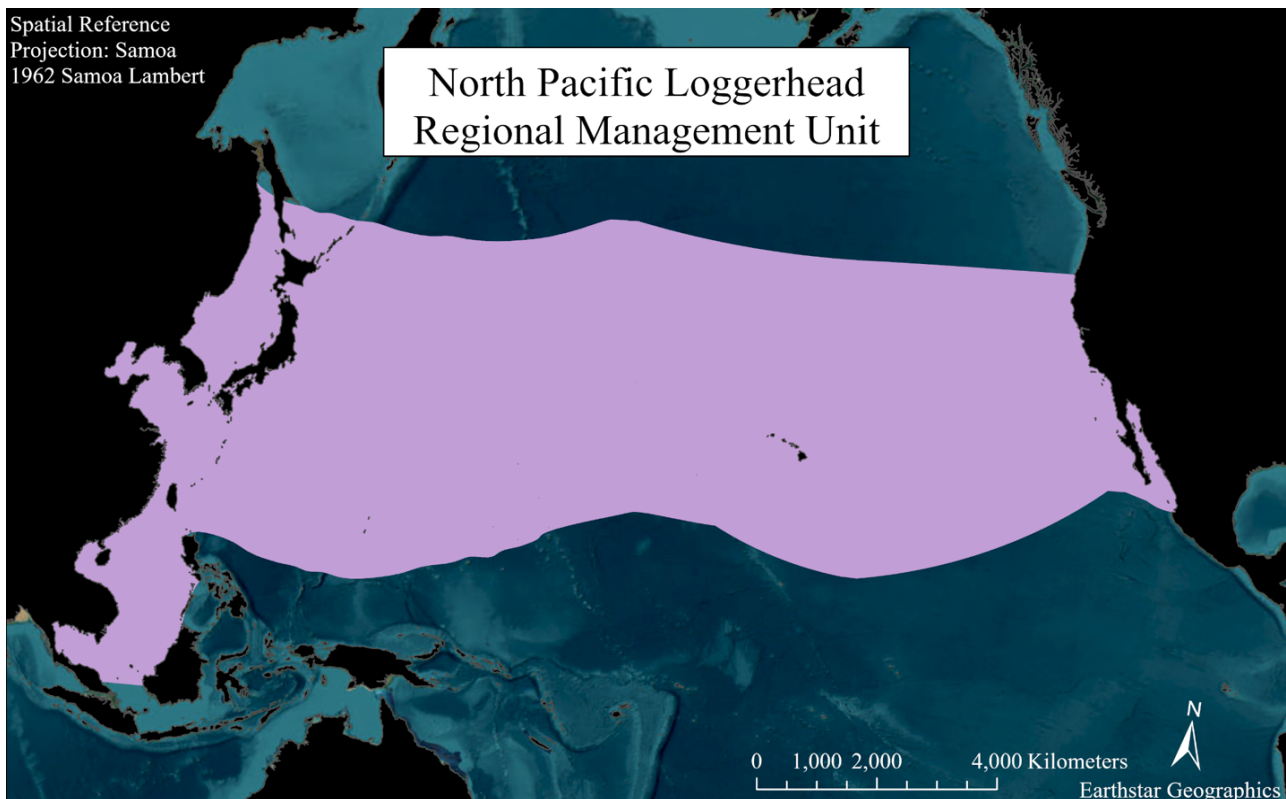 Spatial Reference
Projection: Samoa
1962 Samoa Lambert
North Pacific Loggerhead
Regional Management Unit
N
0 1,000 2,000 4,000 Kilometers
Earthstar Geographics